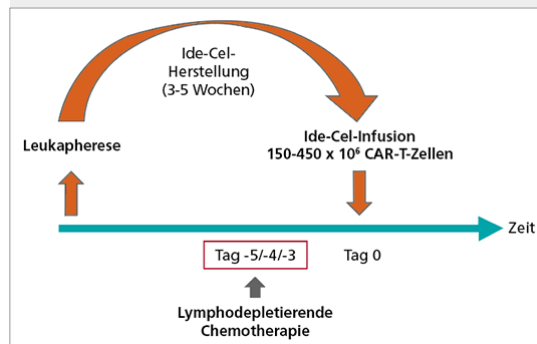 Ide-Cel-
Herstellung
(3-5 Wochen)
Leukapherese
Ide-Cel-Infusion
150-450 x 10⁶ CAR-T-Zellen
Zeit
Tag -5/-4/-3
Tag 0
Lymphodepletierende
Chemotherapie